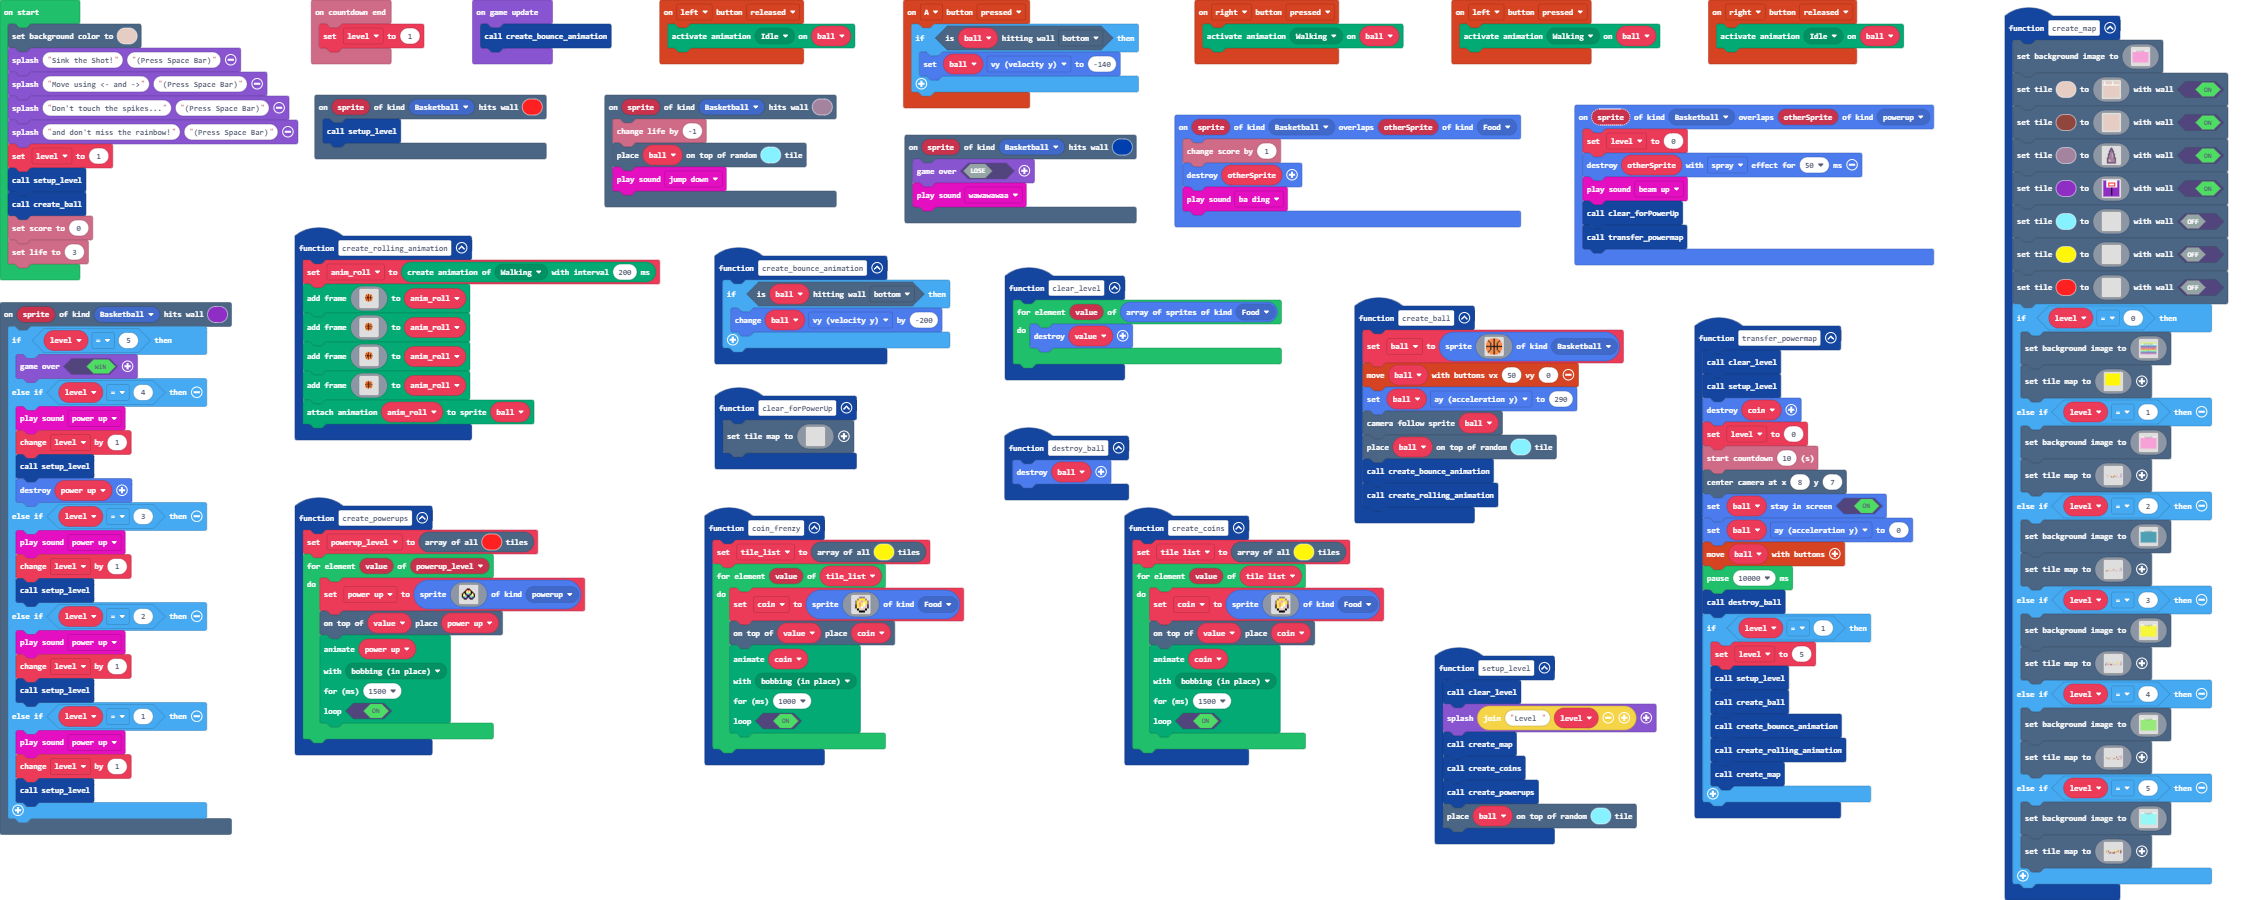 on start
set background color to
splash "Sink the Shot!" "(Press Space Bar)"
splash "Move using <- and ->" "(Press Space Bar)"
splash "Don't touch the spikes..." "(Press Space Bar)"
splash "and don't miss the rainbow!" "(Press Space Bar)"
set level to 1
call setup_level
call create_ball
set score to 0
set life to 3
on countdown end
set level to 1
on game update
call create_bounce_animation
on left button released
activate animation Idle on ball
on A button pressed
if is ball hitting wall bottom then
set ball vy (velocity y) to -140
on right button pressed
activate animation Walking on ball
on left button pressed
activate animation Walking on ball
on right button released
activate animation Idle on ball
on sprite of kind Basketball hits wall
call setup_level
on sprite of kind Basketball hits wall
change life by -1
place ball on top of random tile
play sound jump down
on sprite of kind Basketball hits wall
game over LOSE
play sound wawawawaa
on sprite of kind Basketball overlaps otherSprite of kind Food
change score by 1
destroy otherSprite
play sound ba ding
on sprite of kind Basketball overlaps otherSprite of kind powerup
set level to 0
destroy otherSprite with spray effect for 50 ms
play sound beam up
call clear_forPowerUp
call transfer_powermap
on sprite of kind Basketball hits wall
if level = 5 then
game over WIN
else if level = 4 then
play sound power up
change level by 1
call setup_level
destroy power up
else if level = 3 then
play sound power up
change level by 1
call setup_level
else if level = 2 then
play sound power up
change level by 1
call setup_level
else if level = 1 then
play sound power up
change level by 1
call setup_level
function create_rolling_animation
set anim_roll to create animation of Walking with interval 200 ms
add frame to anim_roll
add frame to anim_roll
add frame to anim_roll
add frame to anim_roll
attach animation anim_roll to sprite ball
function create_bounce_animation
if is ball hitting wall bottom then
change ball vy (velocity y) by -200
function clear_forPowerUp
set tile map to
function clear_level
for element value of array of sprites of kind Food
do destroy value
function destroy_ball
destroy ball
function create_ball
set ball to sprite of kind Basketball
move ball with buttons vx 50 vy 0
set ball ay (acceleration y) to 290
camera follow sprite ball
place ball on top of random tile
call create_bounce_animation
call create_rolling_animation
function create_powerups
set powerup_level to array of all tiles
for element value of powerup_level
do
set power up to sprite of kind powerup
on top of value place power up
animate power up
with bobbing (in place)
for (ms) 1500
loop ON
function coin_frenzy
set tile_list to array of all tiles
for element value of tile_list
do
set coin to sprite of kind Food
on top of value place coin
animate coin
with bobbing (in place)
for (ms) 1000
loop ON
function create_coins
set tile list to array of all tiles
for element value of tile list
do
set coin to sprite of kind Food
on top of value place coin
animate coin
with bobbing (in place)
for (ms) 1500
loop ON
function setup_level
call clear_level
splash join "Level " level
call create_map
call create_coins
call create_powerups
place ball on top of random tile
function transfer_powermap
call clear_level
call setup_level
destroy coin
set level to 0
start countdown 10 (s)
center camera at x 8 y 7
set ball stay in screen ON
set ball ay (acceleration y) to 0
move ball with buttons
pause 10000 ms
call destroy_ball
if level = 1 then
set level to 5
call setup_level
call create_ball
call create_bounce_animation
call create_rolling_animation
call create_map
function create_map
set background image to
set tile to with wall ON
set tile to with wall ON
set tile to with wall ON
set tile to with wall ON
set tile to with wall OFF
set tile to with wall OFF
set tile to with wall OFF
if level = 0 then
set background image to
set tile map to
else if level = 1 then
set background image to
set tile map to
else if level = 2 then
set background image to
set tile map to
else if level = 3 then
set background image to
set tile map to
else if level = 4 then
set background image to
set tile map to
else if level = 5 then
set background image to
set tile map to